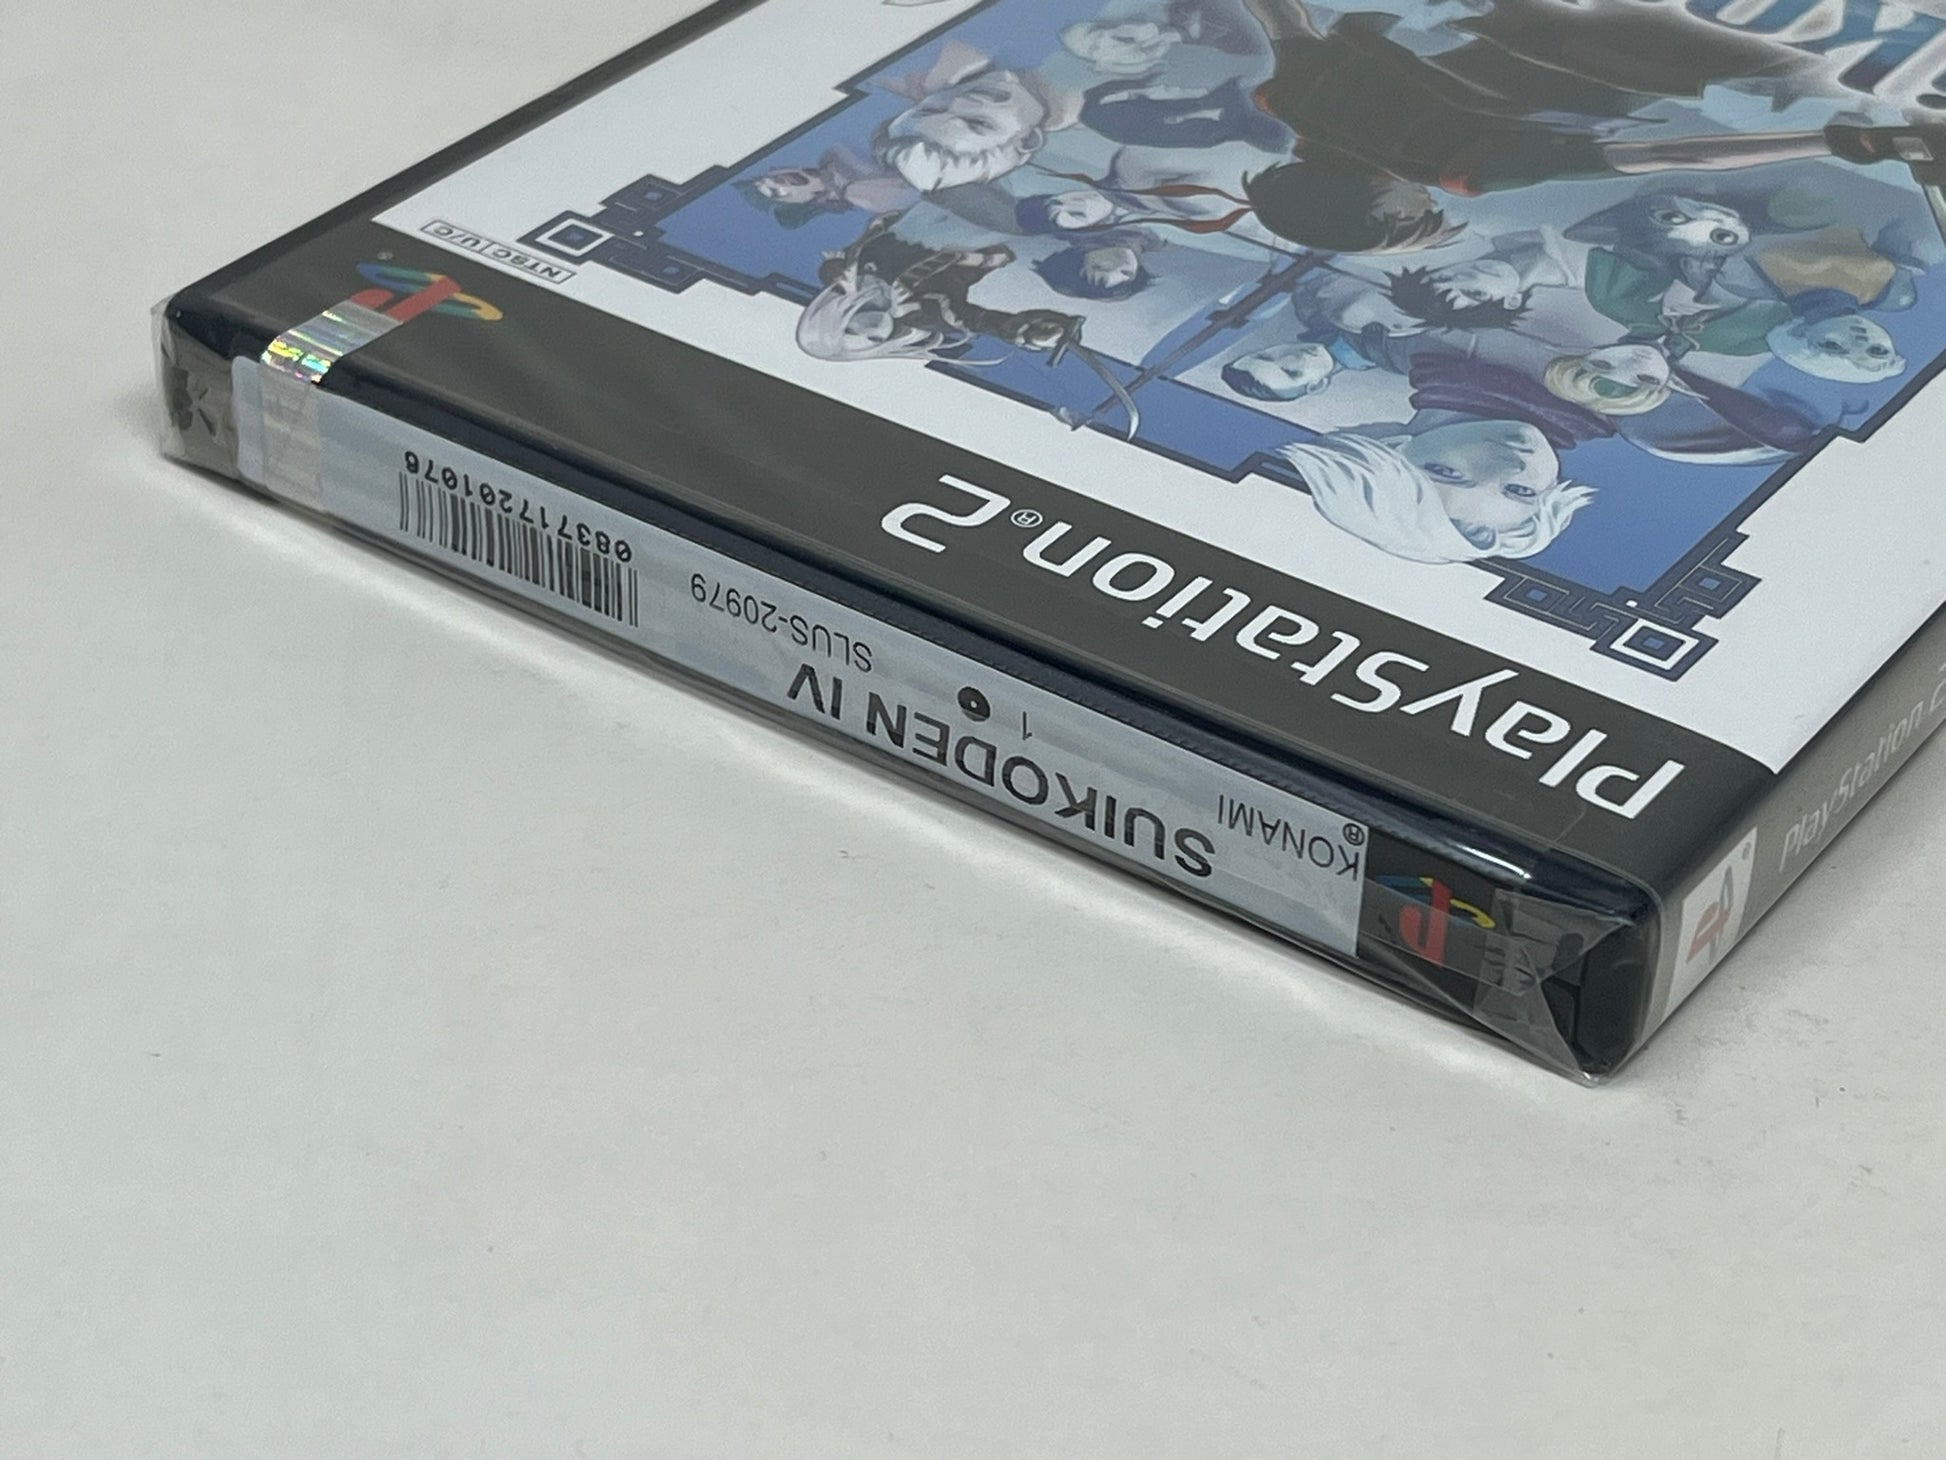 PlayStation®2
NTSC U/C
KONAMI®
SUIKODEN IV
1
SLUS-20979
083717201076
PlayStation 2